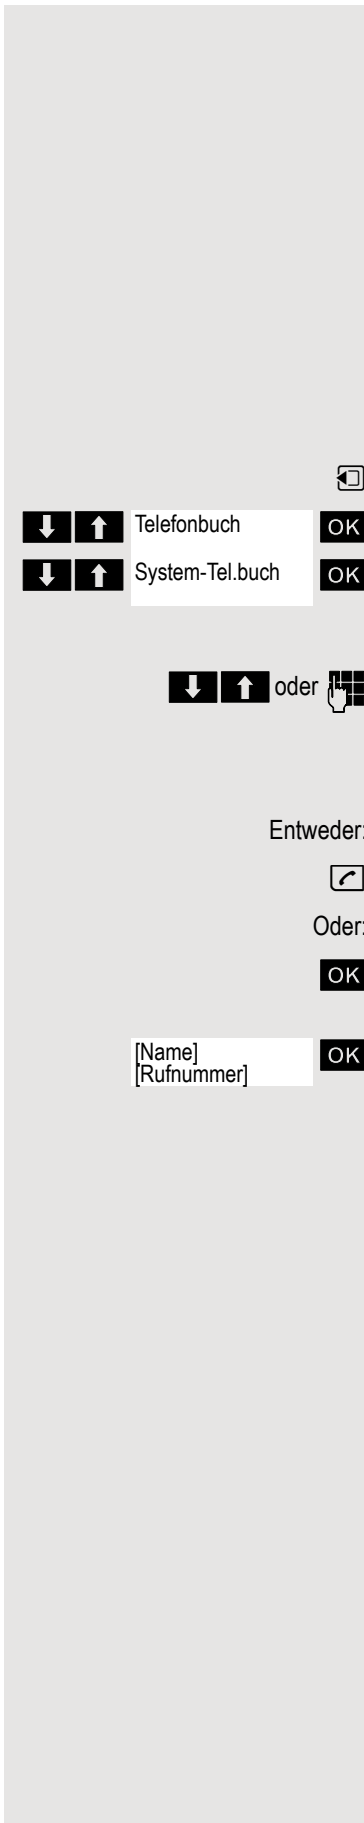 Telefonbuch OK
System-Tel.buch OK
oder
Entweder:
Oder:
OK
[Name] OK
[Rufnummer]